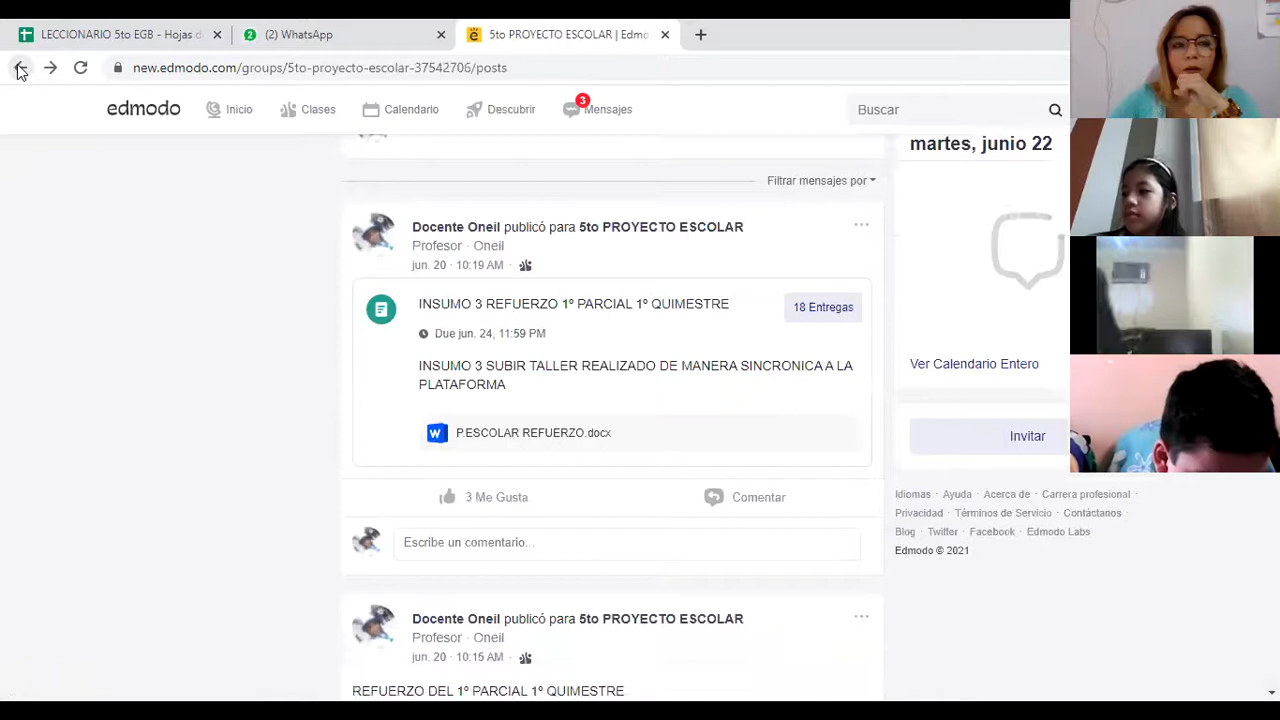 LECCIONARIO 5to EGB - Hojas d
(2) WhatsApp
5to PROYECTO ESCOLAR | Edmo
new.edmodo.com/groups/5to-proyecto-escolar-37542706/posts
edmodo
Inicio
Clases
Calendario
Descubrir
3
Mensajes
Buscar
martes, junio 22
Filtrar mensajes por
Docente Oneil publicó para 5to PROYECTO ESCOLAR
Profesor · Oneil
jun. 20 · 10:19 AM ·
INSUMO 3 REFUERZO 1º PARCIAL 1º QUIMESTRE
18 Entregas
Due jun. 24, 11:59 PM
INSUMO 3 SUBIR TALLER REALIZADO DE MANERA SINCRONICA A LA
PLATAFORMA
W
P.ESCOLAR REFUERZO.docx
3 Me Gusta
Comentar
Escribe un comentario...
Ver Calendario Entero
Invitar
Idiomas · Ayuda · Acerca de · Carrera profesional ·
Privacidad · Términos de Servicio · Contáctanos ·
Blog · Twitter · Facebook · Edmodo Labs
Edmodo © 2021
Docente Oneil publicó para 5to PROYECTO ESCOLAR
Profesor · Oneil
jun. 20 · 10:15 AM ·
REFUERZO DEL 1º PARCIAL 1º QUIMESTRE